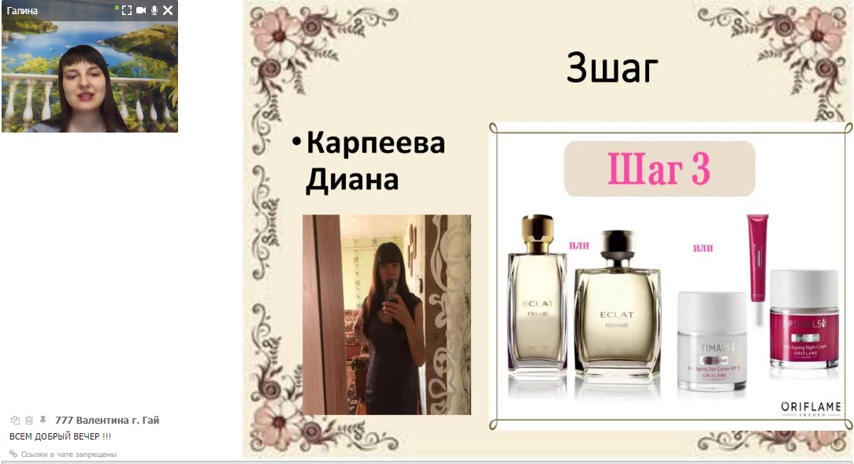 Галина
3шаг
• Карпеева
Диана
Шаг 3
или
или
ECLAT
FEMME
ECLAT
HOMME
ORIFLAME
SWEDEN
777 Валентина г. Гай
ВСЕМ ДОБРЫЙ ВЕЧЕР !!!
Ссылки в чате запрещены